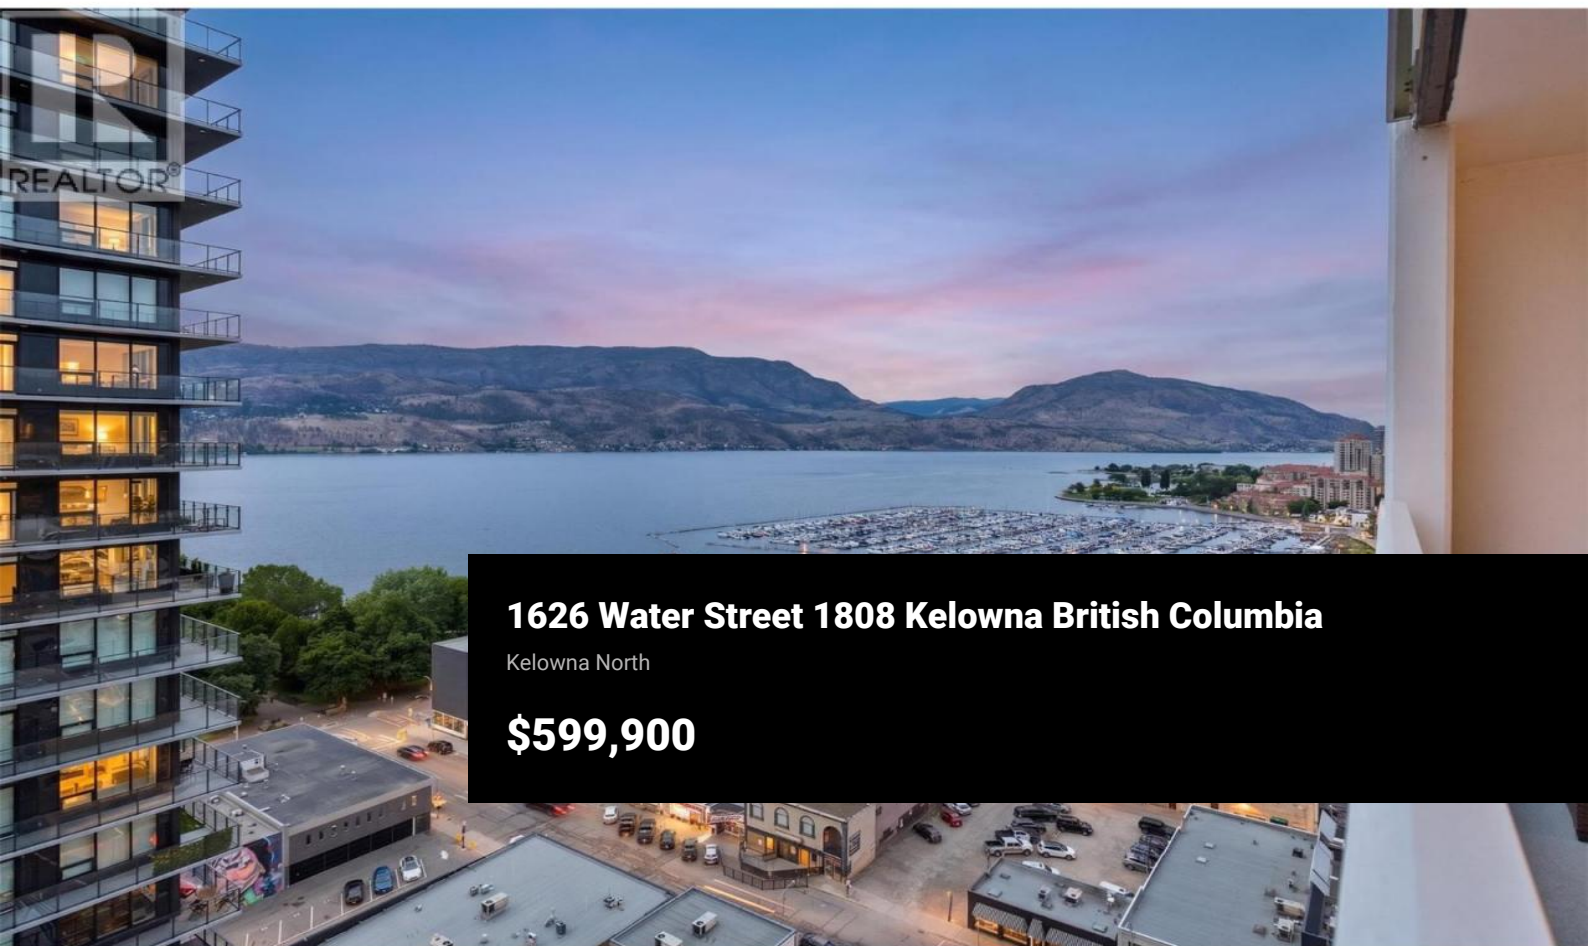 R
REALTOR®
1626 Water Street 1808 Kelowna British Columbia
Kelowna North
$599,900